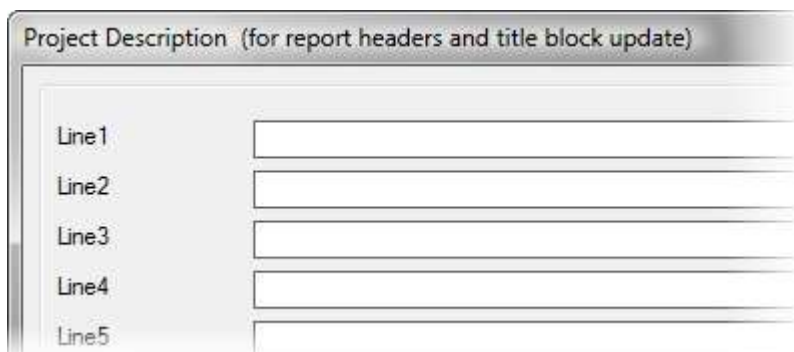 Project Description (for report headers and title block update)
Line1
Line2
Line3
Line4
Line5